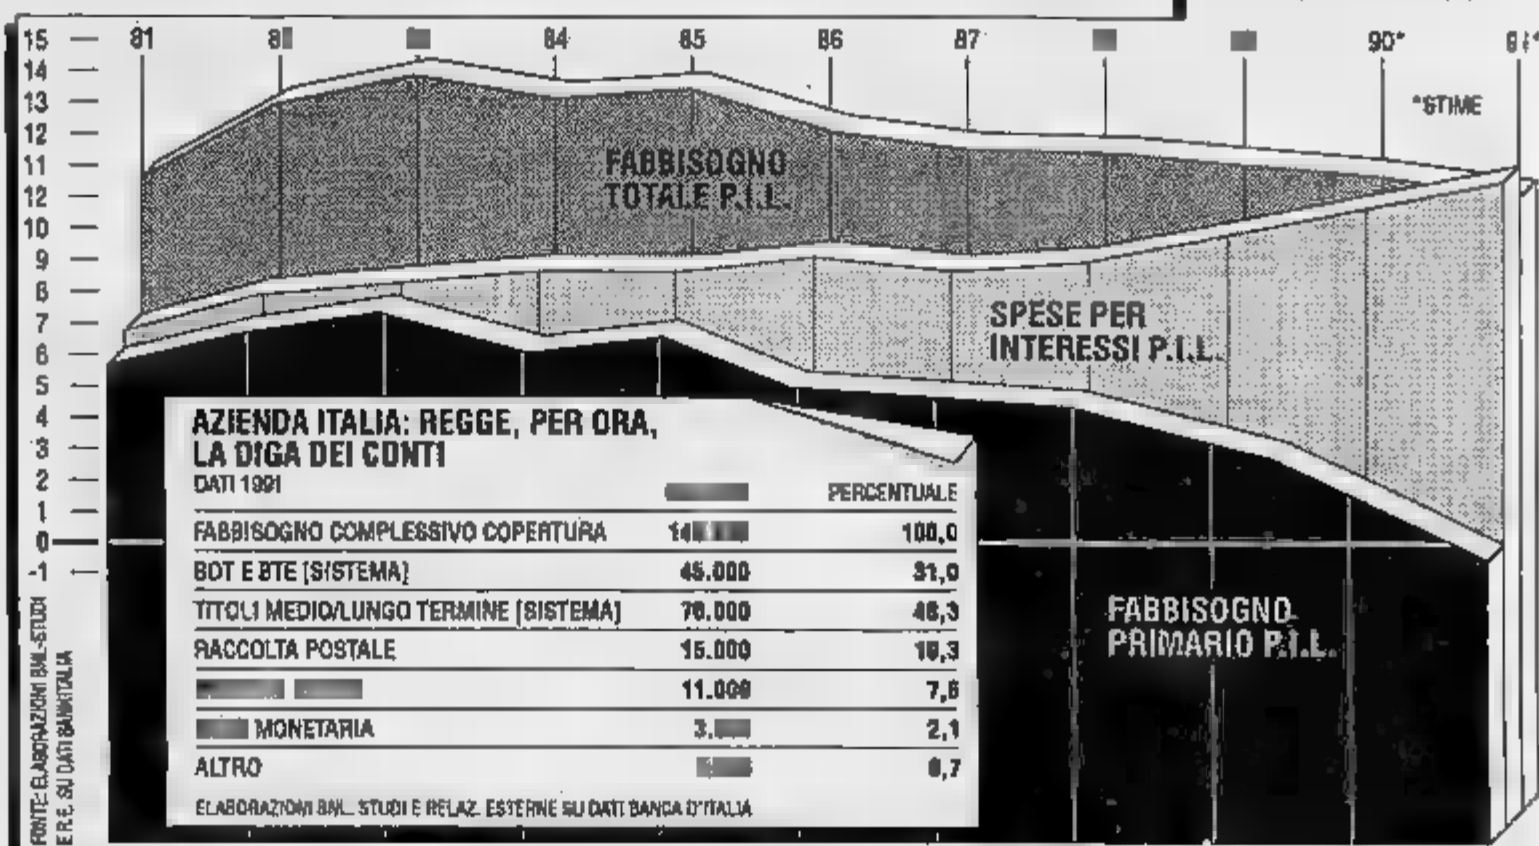 81 84 85 86 87 90*
15
14
13
12
11
12
10
9
8
7
6
5
4
3
2
1
0
-1
*STIME
FABBISOGNO
TOTALE P.I.L.
SPESE PER
INTERESSI P.I.L.
FABBISOGNO
PRIMARIO P.I.L.
AZIENDA ITALIA: REGGE, PER ORA,
LA DIGA DEI CONTI
DATI 1991
PERCENTUALE
FABBISOGNO COMPLESSIVO COPERTURA 100,0
BOT E BTE [SISTEMA] 45.000 31,0
TITOLI MEDIO/LUNGO TERMINE [SISTEMA]
RACCOLTA POSTALE 15.000
11.000
MONETARIA 2,1
ALTRO
ELABORAZIONI BNL STUDI E RELAZ. ESTERNE SU DATI BANCA D'ITALIA
FONTE: ELABORAZIONI BNL-STUDI
E R.E. SU DATI BANKITALIA